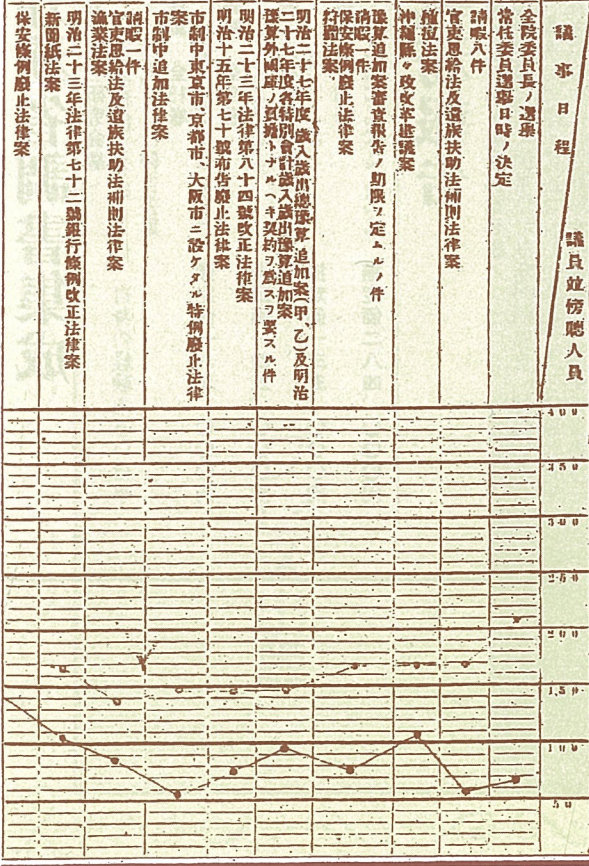 議事日程
議員竝傍聽人員
全院委員長ノ選擧
常任委員選擧日時ノ決定
請暇六件
官吏恩給法及遺族扶助法補則法律案
法案
沖繩縣々政改革建議案
豫算追加案審査報告ノ期限ヲ定ムルノ件
請暇一件
保安條例廢止法律案
法案
明治二十七年度歲入歲出總豫算追加案(甲、乙)及明治
二十七年度各特別會計歲入歲出豫算追加案
豫算外國庫ノ負擔トナルヘキ契約ヲ爲スヲ要スル件
明治二十三年法律第八十四號改正法律案
明治十五年第七十號布告廢止法律案
市制中東京市、京都市、大阪市ニ設ケタル特例廢止法律
案
市制中追加法律案
請暇一件
官吏恩給法及遺族扶助法補則法律案
漁業法案
明治二十三年法律第七十二號銀行條例改正法律案
新聞紙法案
保安條例廢止法律案
400
350
300
250
200
150
100
50